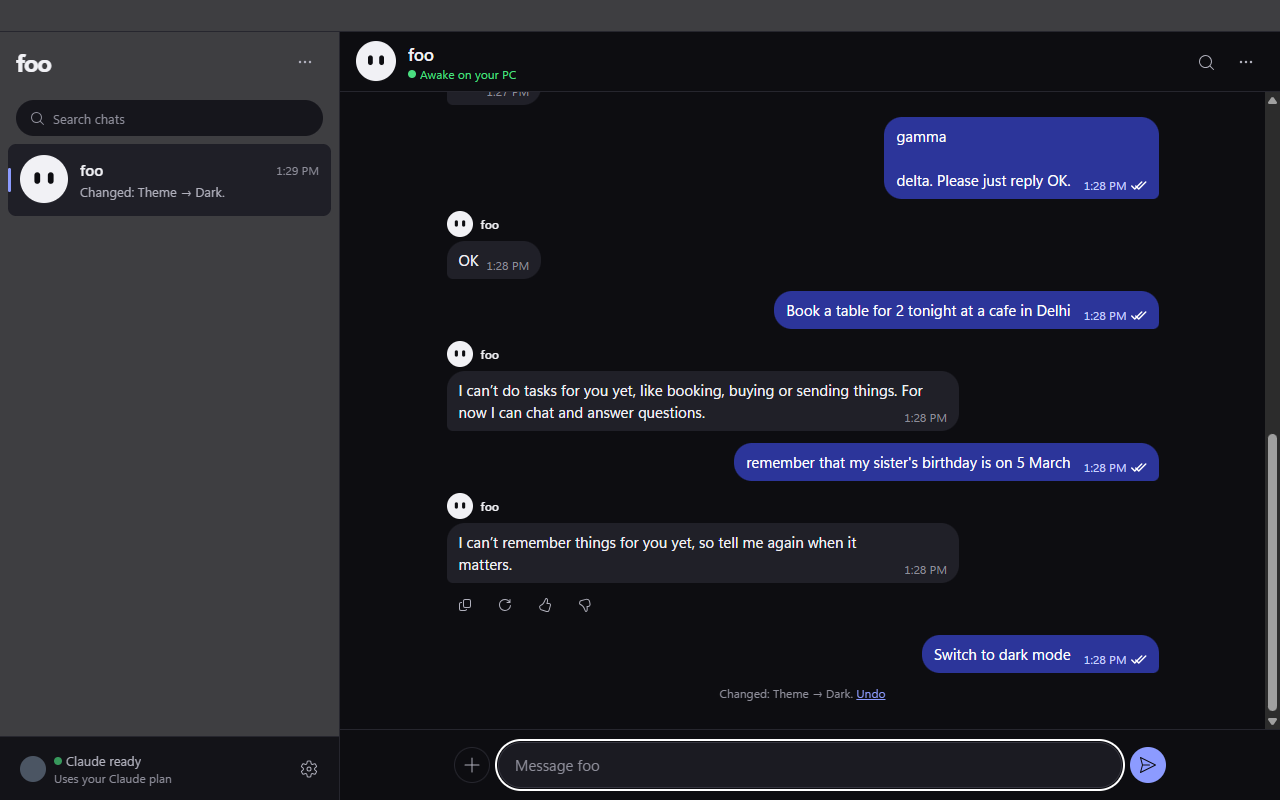 foo
Search chats
foo 1:29 PM
Changed: Theme → Dark.
Claude ready
Uses your Claude plan
foo
Awake on your PC
1:27 PM
gamma
delta. Please just reply OK. 1:28 PM
foo
OK 1:28 PM
Book a table for 2 tonight at a cafe in Delhi 1:28 PM
foo
I can’t do tasks for you yet, like booking, buying or sending things. For
now I can chat and answer questions. 1:28 PM
remember that my sister's birthday is on 5 March 1:28 PM
foo
I can’t remember things for you yet, so tell me again when it
matters. 1:28 PM
Switch to dark mode 1:28 PM
Changed: Theme → Dark. Undo
Message foo